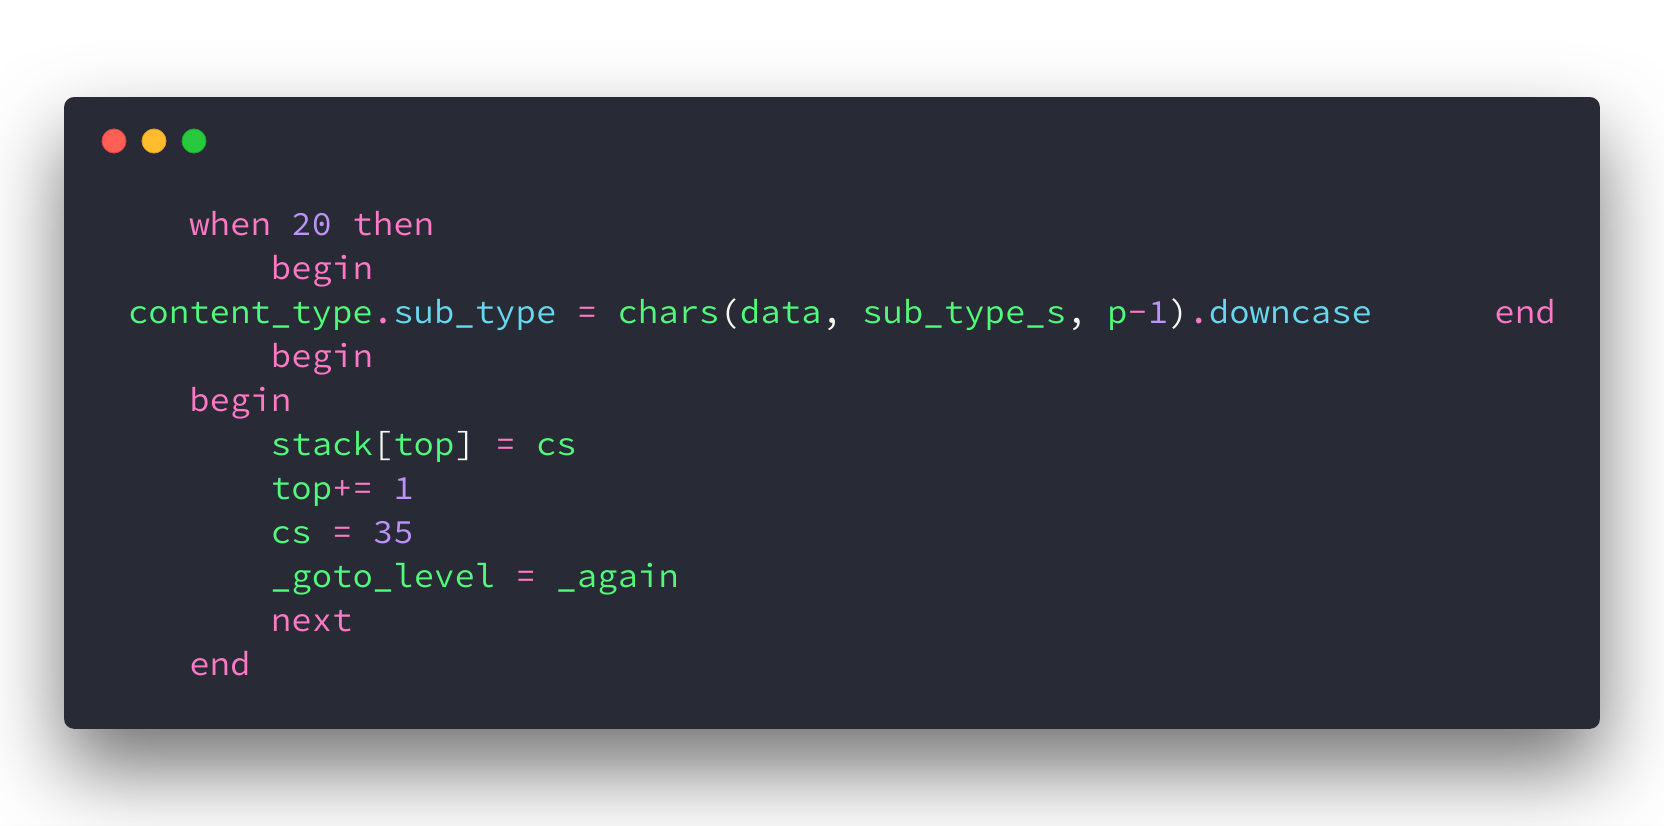 when 20 then
begin
content_type.sub_type = chars(data, sub_type_s, p-1).downcase      end
begin
begin
stack[top] = cs
top+= 1
cs = 35
_goto_level = _again
next
end